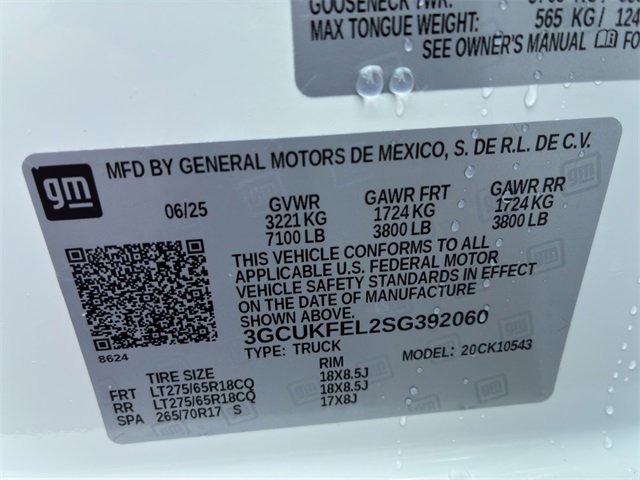 MAX TONGUE WEIGHT: 565 KG / 124
SEE OWNER'S MANUAL FO
gm
MFD BY GENERAL MOTORS DE MEXICO, S. DE R.L. DE C.V.
06/25 GVWR GAWR FRT GAWR RR
3221 KG 1724 KG 1724 KG
7100 LB 3800 LB 3800 LB
THIS VEHICLE CONFORMS TO ALL
APPLICABLE U.S. FEDERAL MOTOR
VEHICLE SAFETY STANDARDS IN EFFECT
ON THE DATE OF MANUFACTURE
SHOWN ABOVE.
3GCUKFEL2SG392060
TYPE: TRUCK MODEL: 20CK10543
8624
TIRE SIZE RIM
FRT LT275/65R18CQ 18X8.5J
RR LT275/65R18CQ 18X8.5J
SPA 265/70R17 S 17X8J